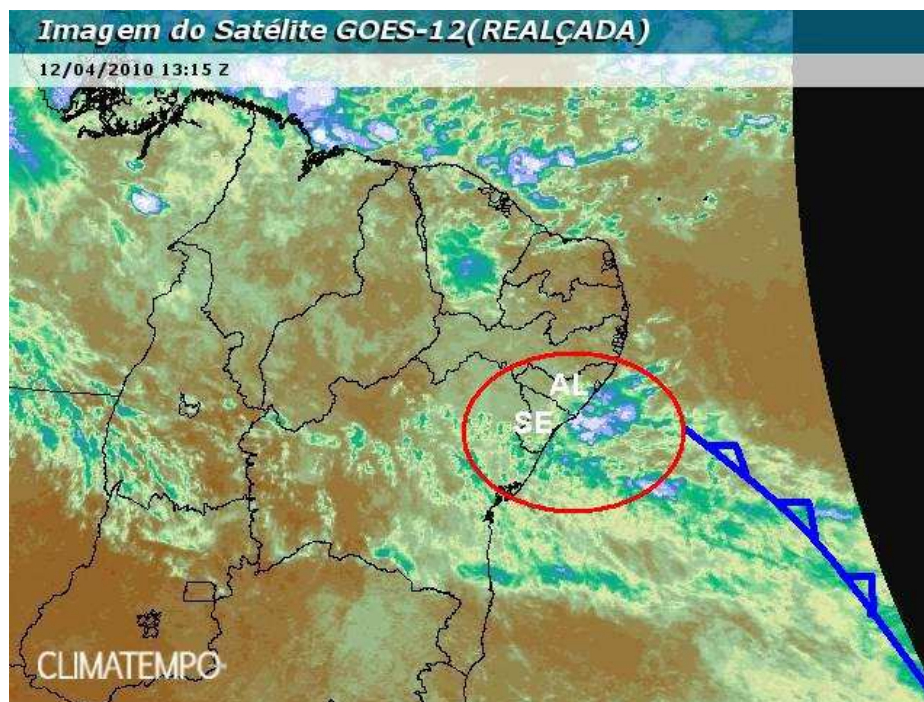 Imagem do Satélite GOES-12(REALÇADA)
12/04/2010 13:15 Z
AL
SE
CLIMATEMPO